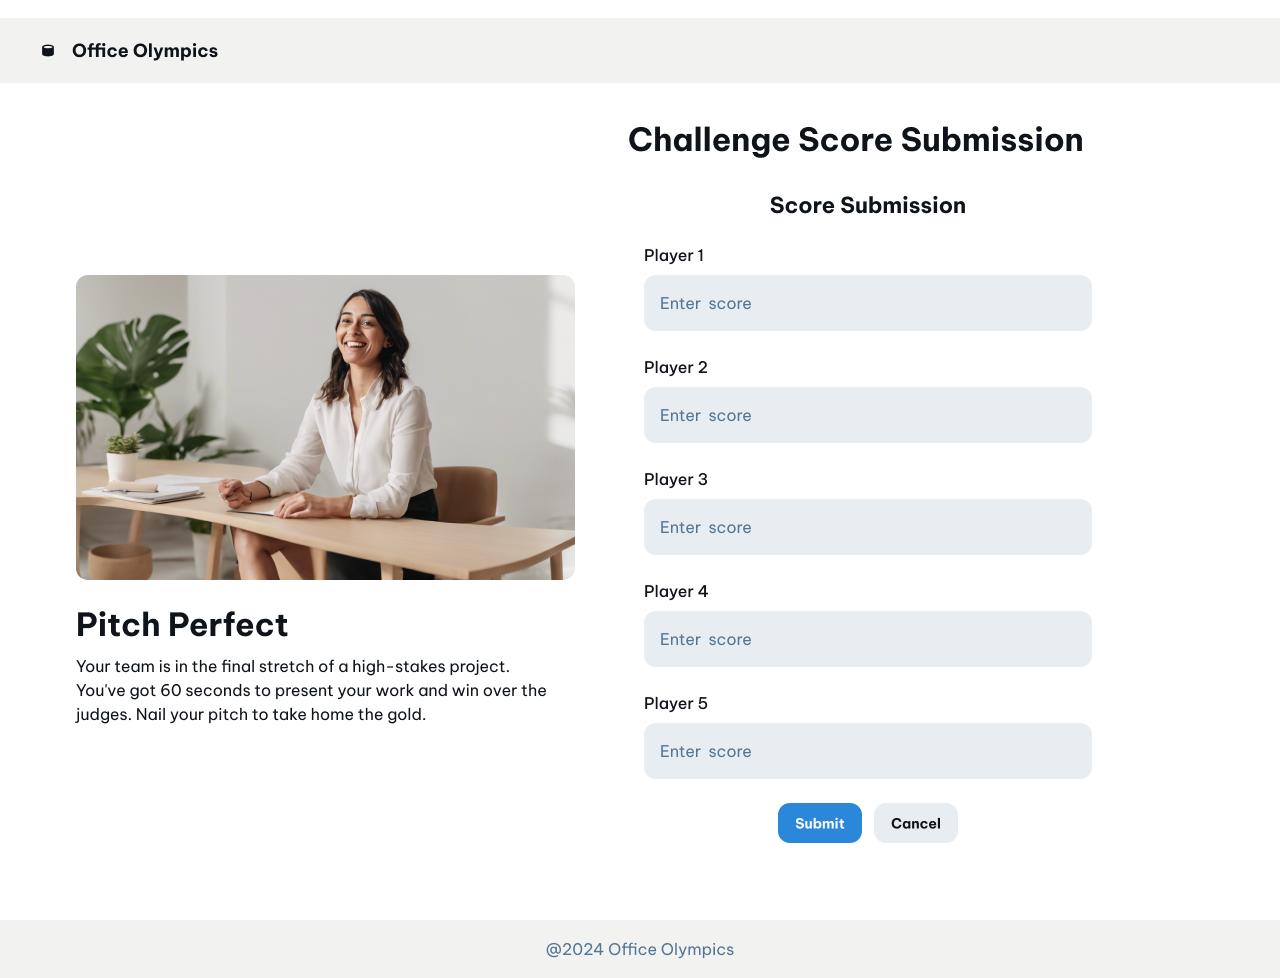 Office Olympics
Challenge Score Submission
Pitch Perfect
Your team is in the final stretch of a high-stakes project.
You've got 60 seconds to present your work and win over the
judges. Nail your pitch to take home the gold.
Score Submission
Player 1
Enter score
Player 2
Enter score
Player 3
Enter score
Player 4
Enter score
Player 5
Enter score
Submit
Cancel
@2024 Office Olympics